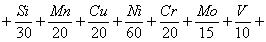 + Si/30 + Mn/20 + Cu/20 + Ni/60 + Cr/20 + Mo/15 + V/10 +